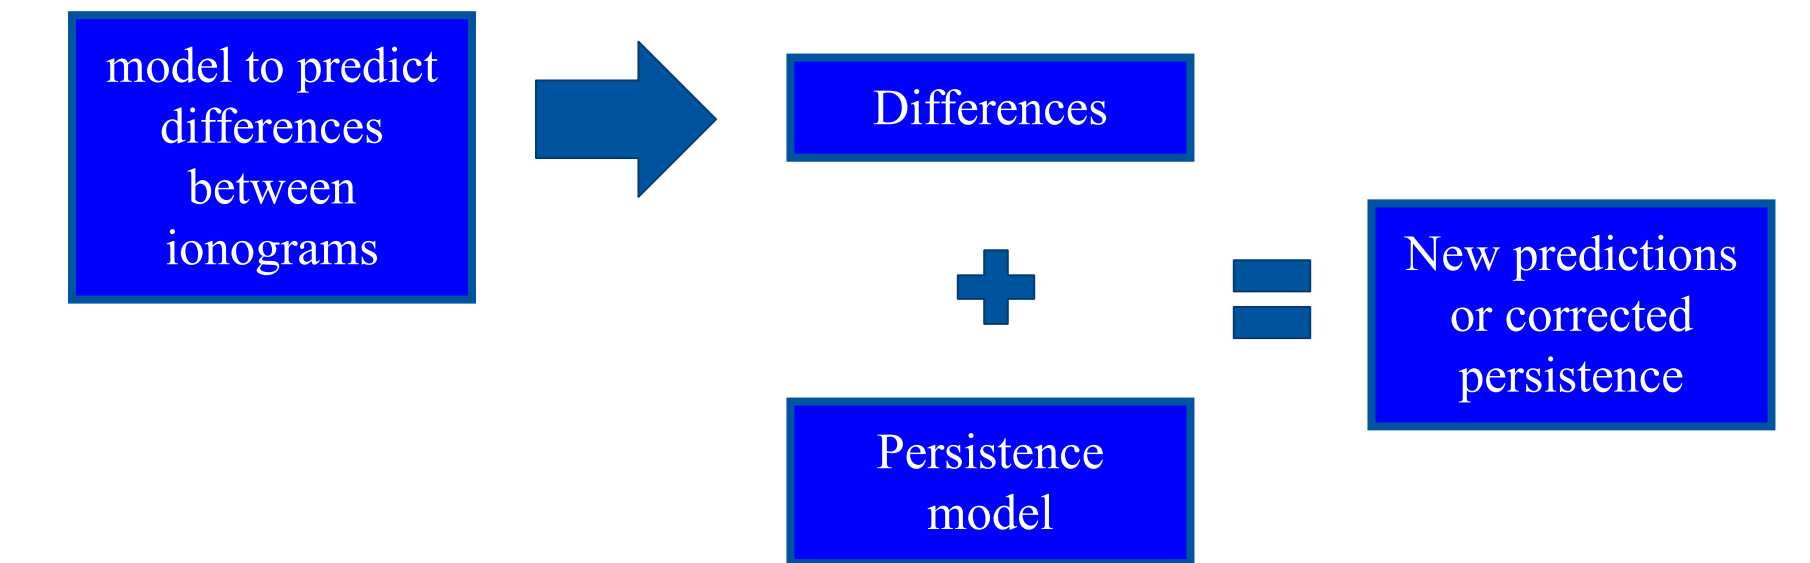 model to predict
differences
between
ionograms
Differences
Persistence
model
New predictions
or corrected
persistence